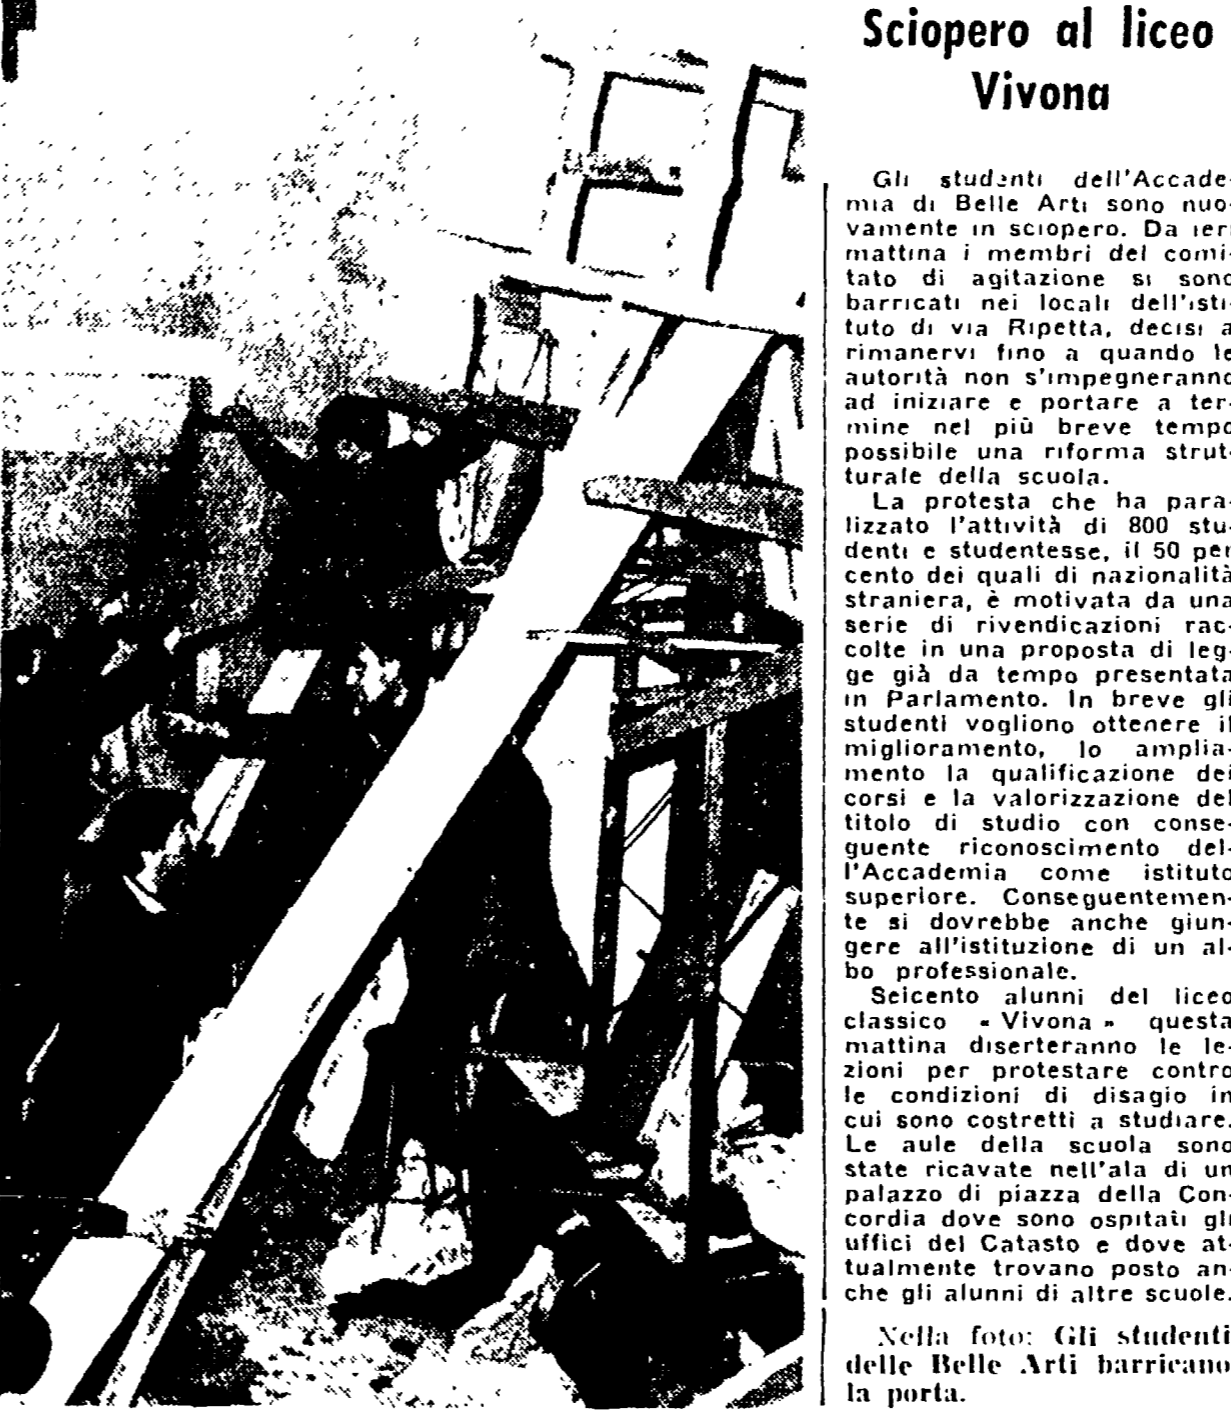 Sciopero al liceo
Vivona
Gli studenti dell'Accade-
mia di Belle Arti sono nuo-
vamente in sciopero. Da ieri
mattina i membri del comi-
tato di agitazione si sono
barricati nei locali dell'isti-
tuto di via Ripetta, decisi a
rimanervi fino a quando le
autorità non s'impegneranno
ad iniziare e portare a ter-
mine nel più breve tempo
possibile una riforma strut-
turale della scuola.
La protesta che ha para-
lizzato l'attività di 800 stu-
denti e studentesse, il 50 per
cento dei quali di nazionalità
straniera, è motivata da una
serie di rivendicazioni rac-
colte in una proposta di leg-
ge già da tempo presentata
in Parlamento. In breve gli
studenti vogliono ottenere il
miglioramento, lo amplia-
mento la qualificazione dei
corsi e la valorizzazione del
titolo di studio con conse-
guente riconoscimento del-
l'Accademia come istituto
superiore. Conseguentemen-
te si dovrebbe anche giun-
gere all'istituzione di un al-
bo professionale.
Seicento alunni del liceo
classico « Vivona » questa
mattina diserteranno le le-
zioni per protestare contro
le condizioni di disagio in
cui sono costretti a studiare.
Le aule della scuola sono
state ricavate nell'ala di un
palazzo di piazza della Con-
cordia dove sono ospitati gli
uffici del Catasto e dove at-
tualmente trovano posto an-
che gli alunni di altre scuole.
Nella foto: Gli studenti
delle Belle Arti barricano
la porta.